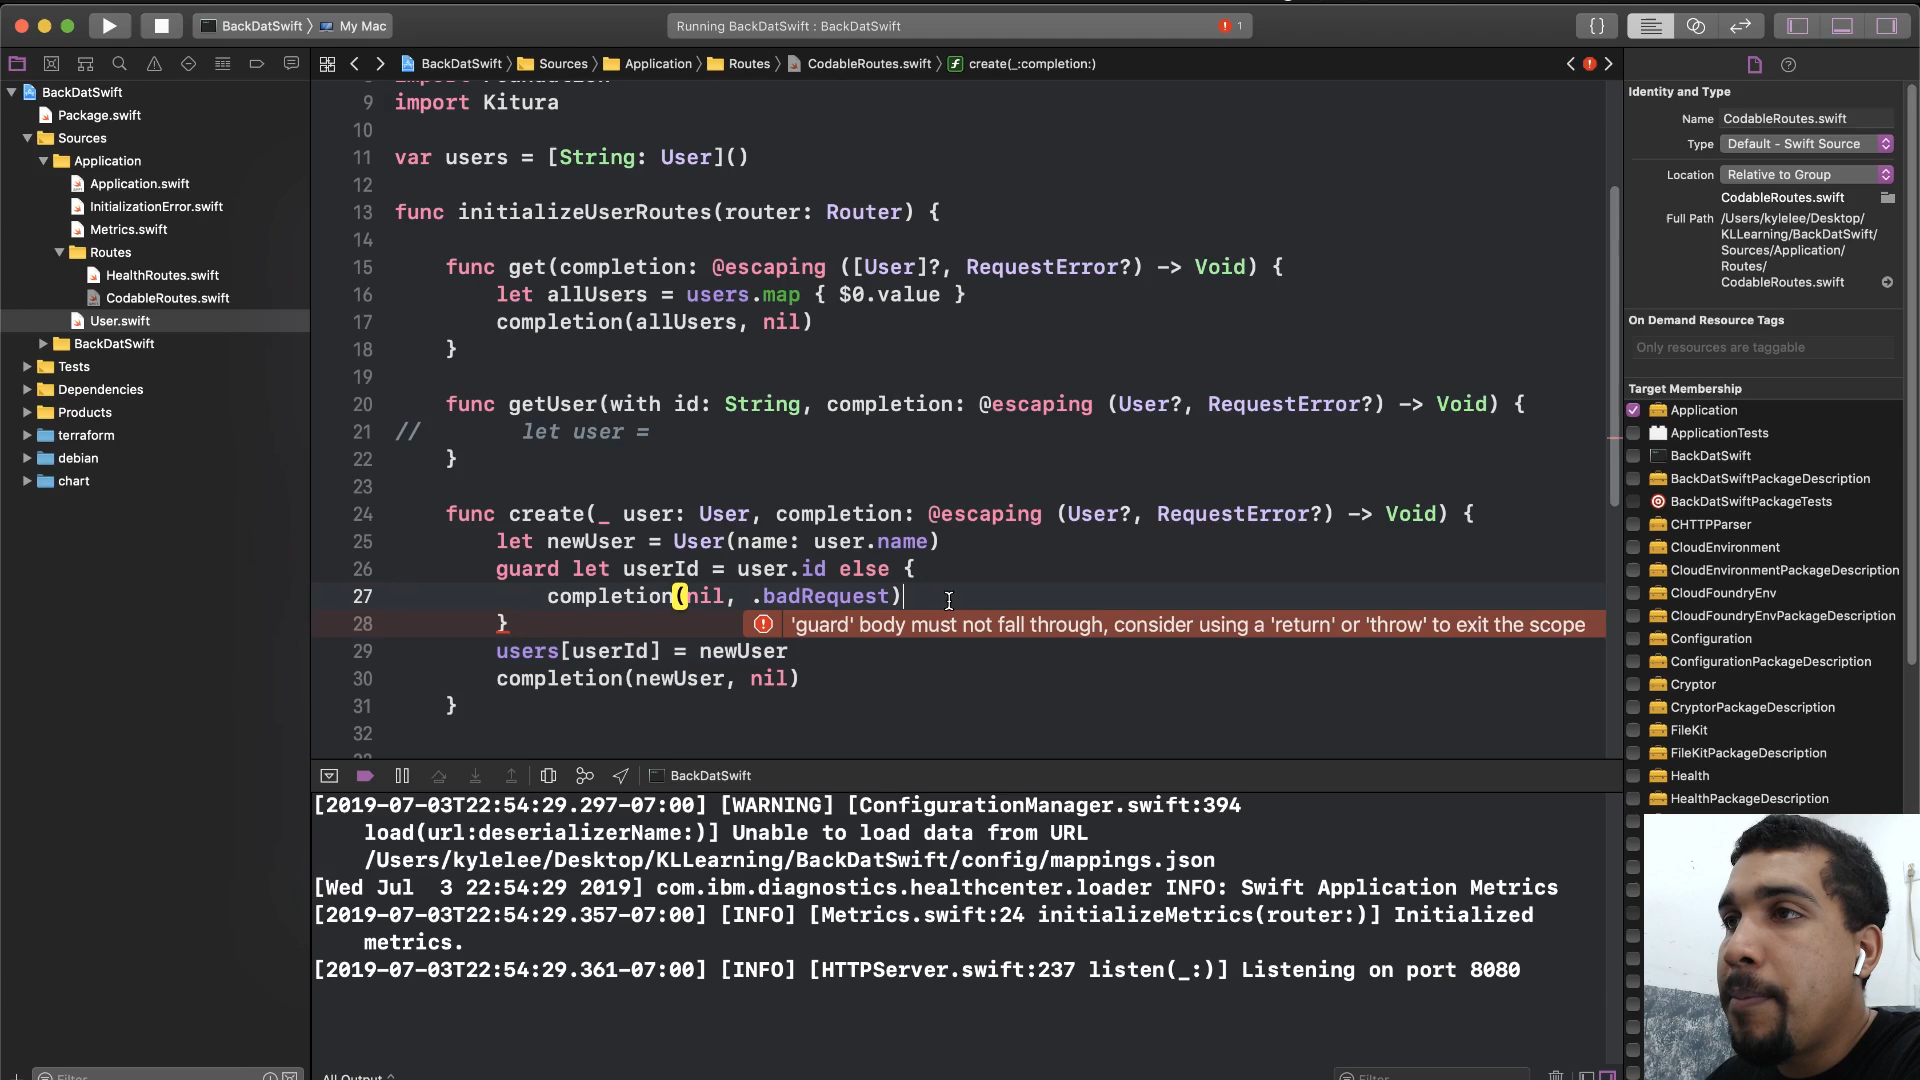 BackDatSwift
My Mac
Running BackDatSwift : BackDatSwift
1
BackDatSwift
Sources
Application
Routes
CodableRoutes.swift
create(_:completion:)
BackDatSwift
Package.swift
Sources
Application
Application.swift
InitializationError.swift
Metrics.swift
Routes
HealthRoutes.swift
CodableRoutes.swift
User.swift
BackDatSwift
Tests
Dependencies
Products
terraform
debian
chart
Filter
9 import Kitura
10
11 var users = [String: User]()
12
13 func initializeUserRoutes(router: Router) {
14
15 func get(completion: @escaping ([User]?, RequestError?) -> Void) {
16 let allUsers = users.map { $0.value }
17 completion(allUsers, nil)
18 }
19
20 func getUser(with id: String, completion: @escaping (User?, RequestError?) -> Void) {
21 // let user =
22 }
23
24 func create(_ user: User, completion: @escaping (User?, RequestError?) -> Void) {
25 let newUser = User(name: user.name)
26 guard let userId = user.id else {
27 completion(nil, .badRequest)
28 } 'guard' body must not fall through, consider using a 'return' or 'throw' to exit the scope
29 users[userId] = newUser
30 completion(newUser, nil)
31 }
32
BackDatSwift
[2019-07-03T22:54:29.297-07:00] [WARNING] [ConfigurationManager.swift:394
load(url:deserializerName:)] Unable to load data from URL
/Users/kylelee/Desktop/KLLearning/BackDatSwift/config/mappings.json
[Wed Jul 3 22:54:29 2019] com.ibm.diagnostics.healthcenter.loader INFO: Swift Application Metrics
[2019-07-03T22:54:29.357-07:00] [INFO] [Metrics.swift:24 initializeMetrics(router:)] Initialized
metrics.
[2019-07-03T22:54:29.361-07:00] [INFO] [HTTPServer.swift:237 listen(_:)] Listening on port 8080
All Output
Filter
Identity and Type
Name CodableRoutes.swift
Type Default - Swift Source
Location Relative to Group
CodableRoutes.swift
Full Path /Users/kylelee/Desktop/
KLLearning/BackDatSwift/
Sources/Application/
Routes/
CodableRoutes.swift
On Demand Resource Tags
Only resources are taggable
Target Membership
Application
ApplicationTests
BackDatSwift
BackDatSwiftPackageDescription
BackDatSwiftPackageTests
CHTTPParser
CloudEnvironment
CloudEnvironmentPackageDescription
CloudFoundryEnv
CloudFoundryEnvPackageDescription
Configuration
ConfigurationPackageDescription
Cryptor
CryptorPackageDescription
FileKit
FileKitPackageDescription
Health
HealthPackageDescription